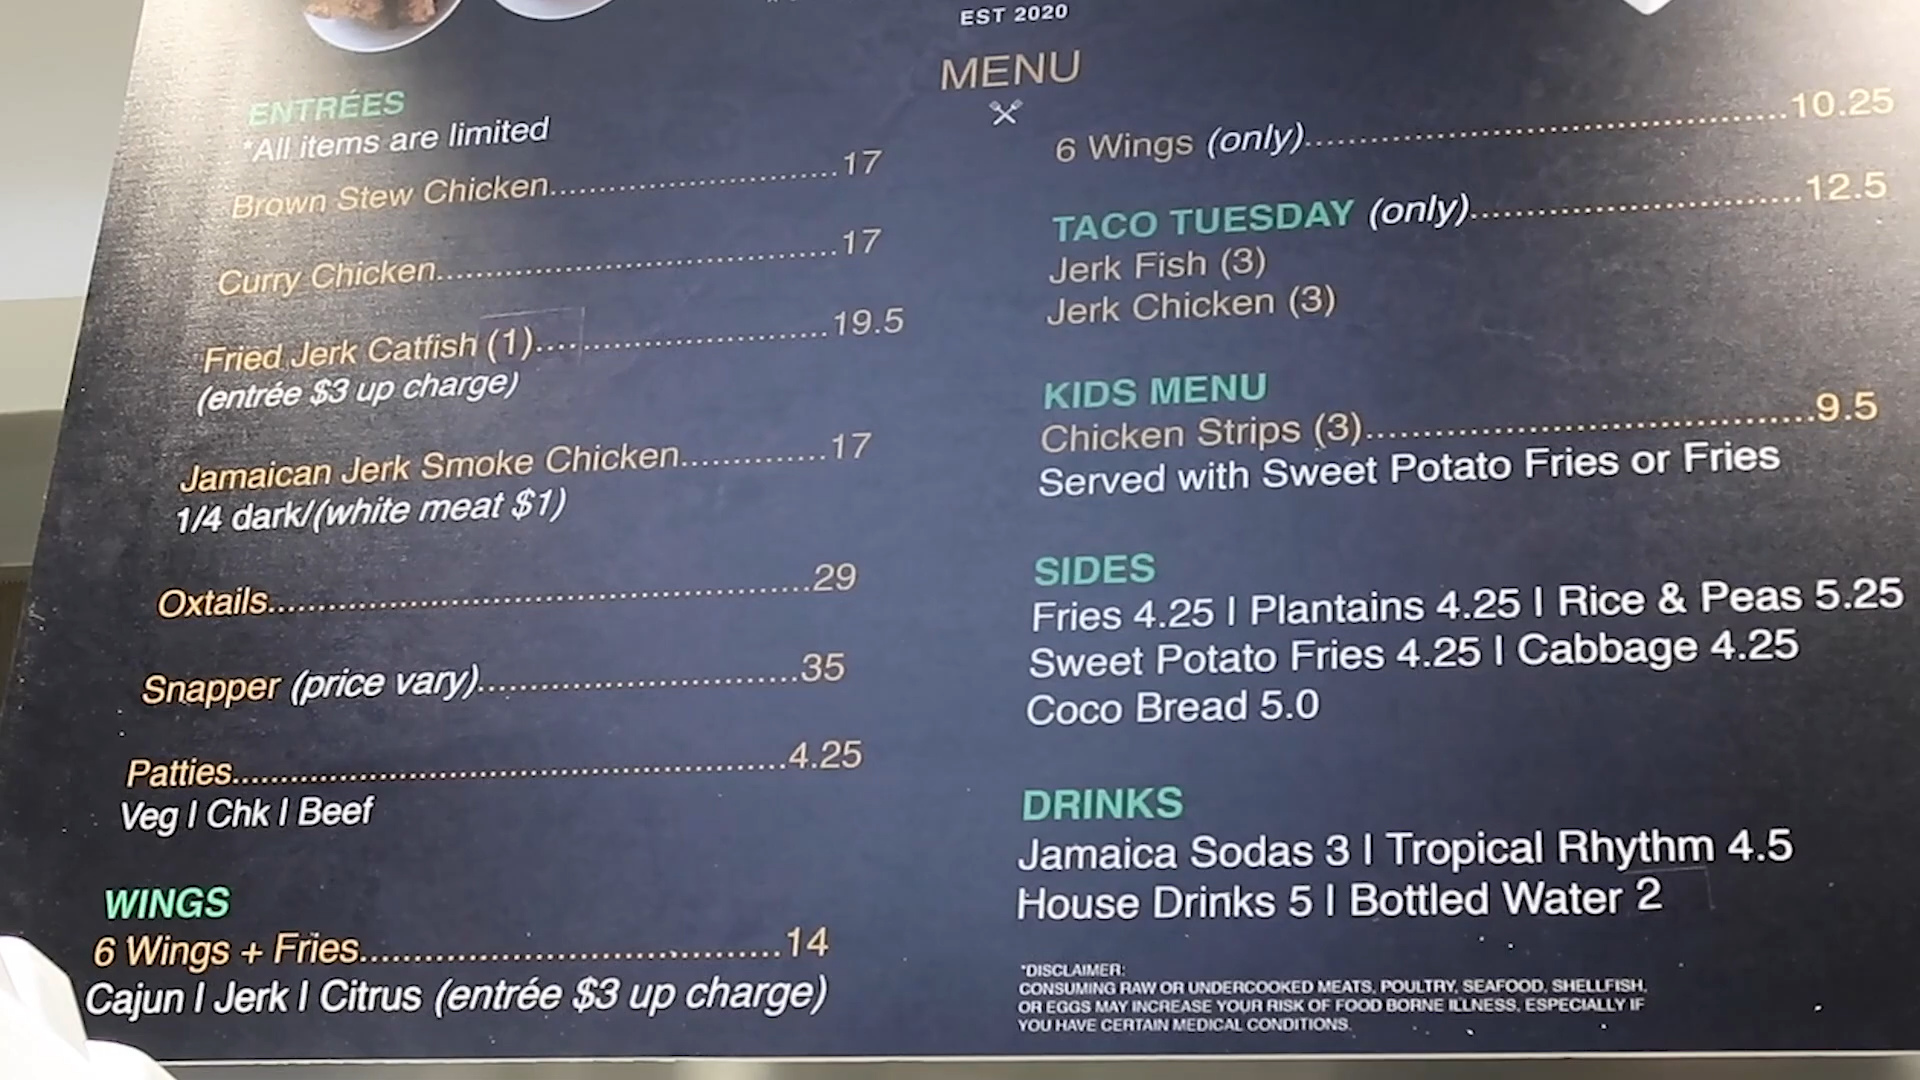 EST 2020
MENU
ENTRÉES
*All items are limited
Brown Stew Chicken.............................17
Curry Chicken........................................17
Fried Jerk Catfish (1).............................19.5
(entrée $3 up charge)
Jamaican Jerk Smoke Chicken..............17
1/4 dark/(white meat $1)
Oxtails......................................................29
Snapper (price vary)................................35
Patties.......................................................4.25
Veg | Chk | Beef
WINGS
6 Wings + Fries..........................................14
Cajun | Jerk | Citrus (entrée $3 up charge)
6 Wings (only)................................................10.25
TACO TUESDAY (only).................................12.5
Jerk Fish (3)
Jerk Chicken (3)
KIDS MENU
Chicken Strips (3)............................................9.5
Served with Sweet Potato Fries or Fries
SIDES
Fries 4.25 | Plantains 4.25 | Rice & Peas 5.25
Sweet Potato Fries 4.25 | Cabbage 4.25
Coco Bread 5.0
DRINKS
Jamaica Sodas 3 | Tropical Rhythm 4.5
House Drinks 5 | Bottled Water 2
*DISCLAIMER:
CONSUMING RAW OR UNDERCOOKED MEATS, POULTRY, SEAFOOD, SHELLFISH,
OR EGGS MAY INCREASE YOUR RISK OF FOOD BORNE ILLNESS, ESPECIALLY IF
YOU HAVE CERTAIN MEDICAL CONDITIONS.